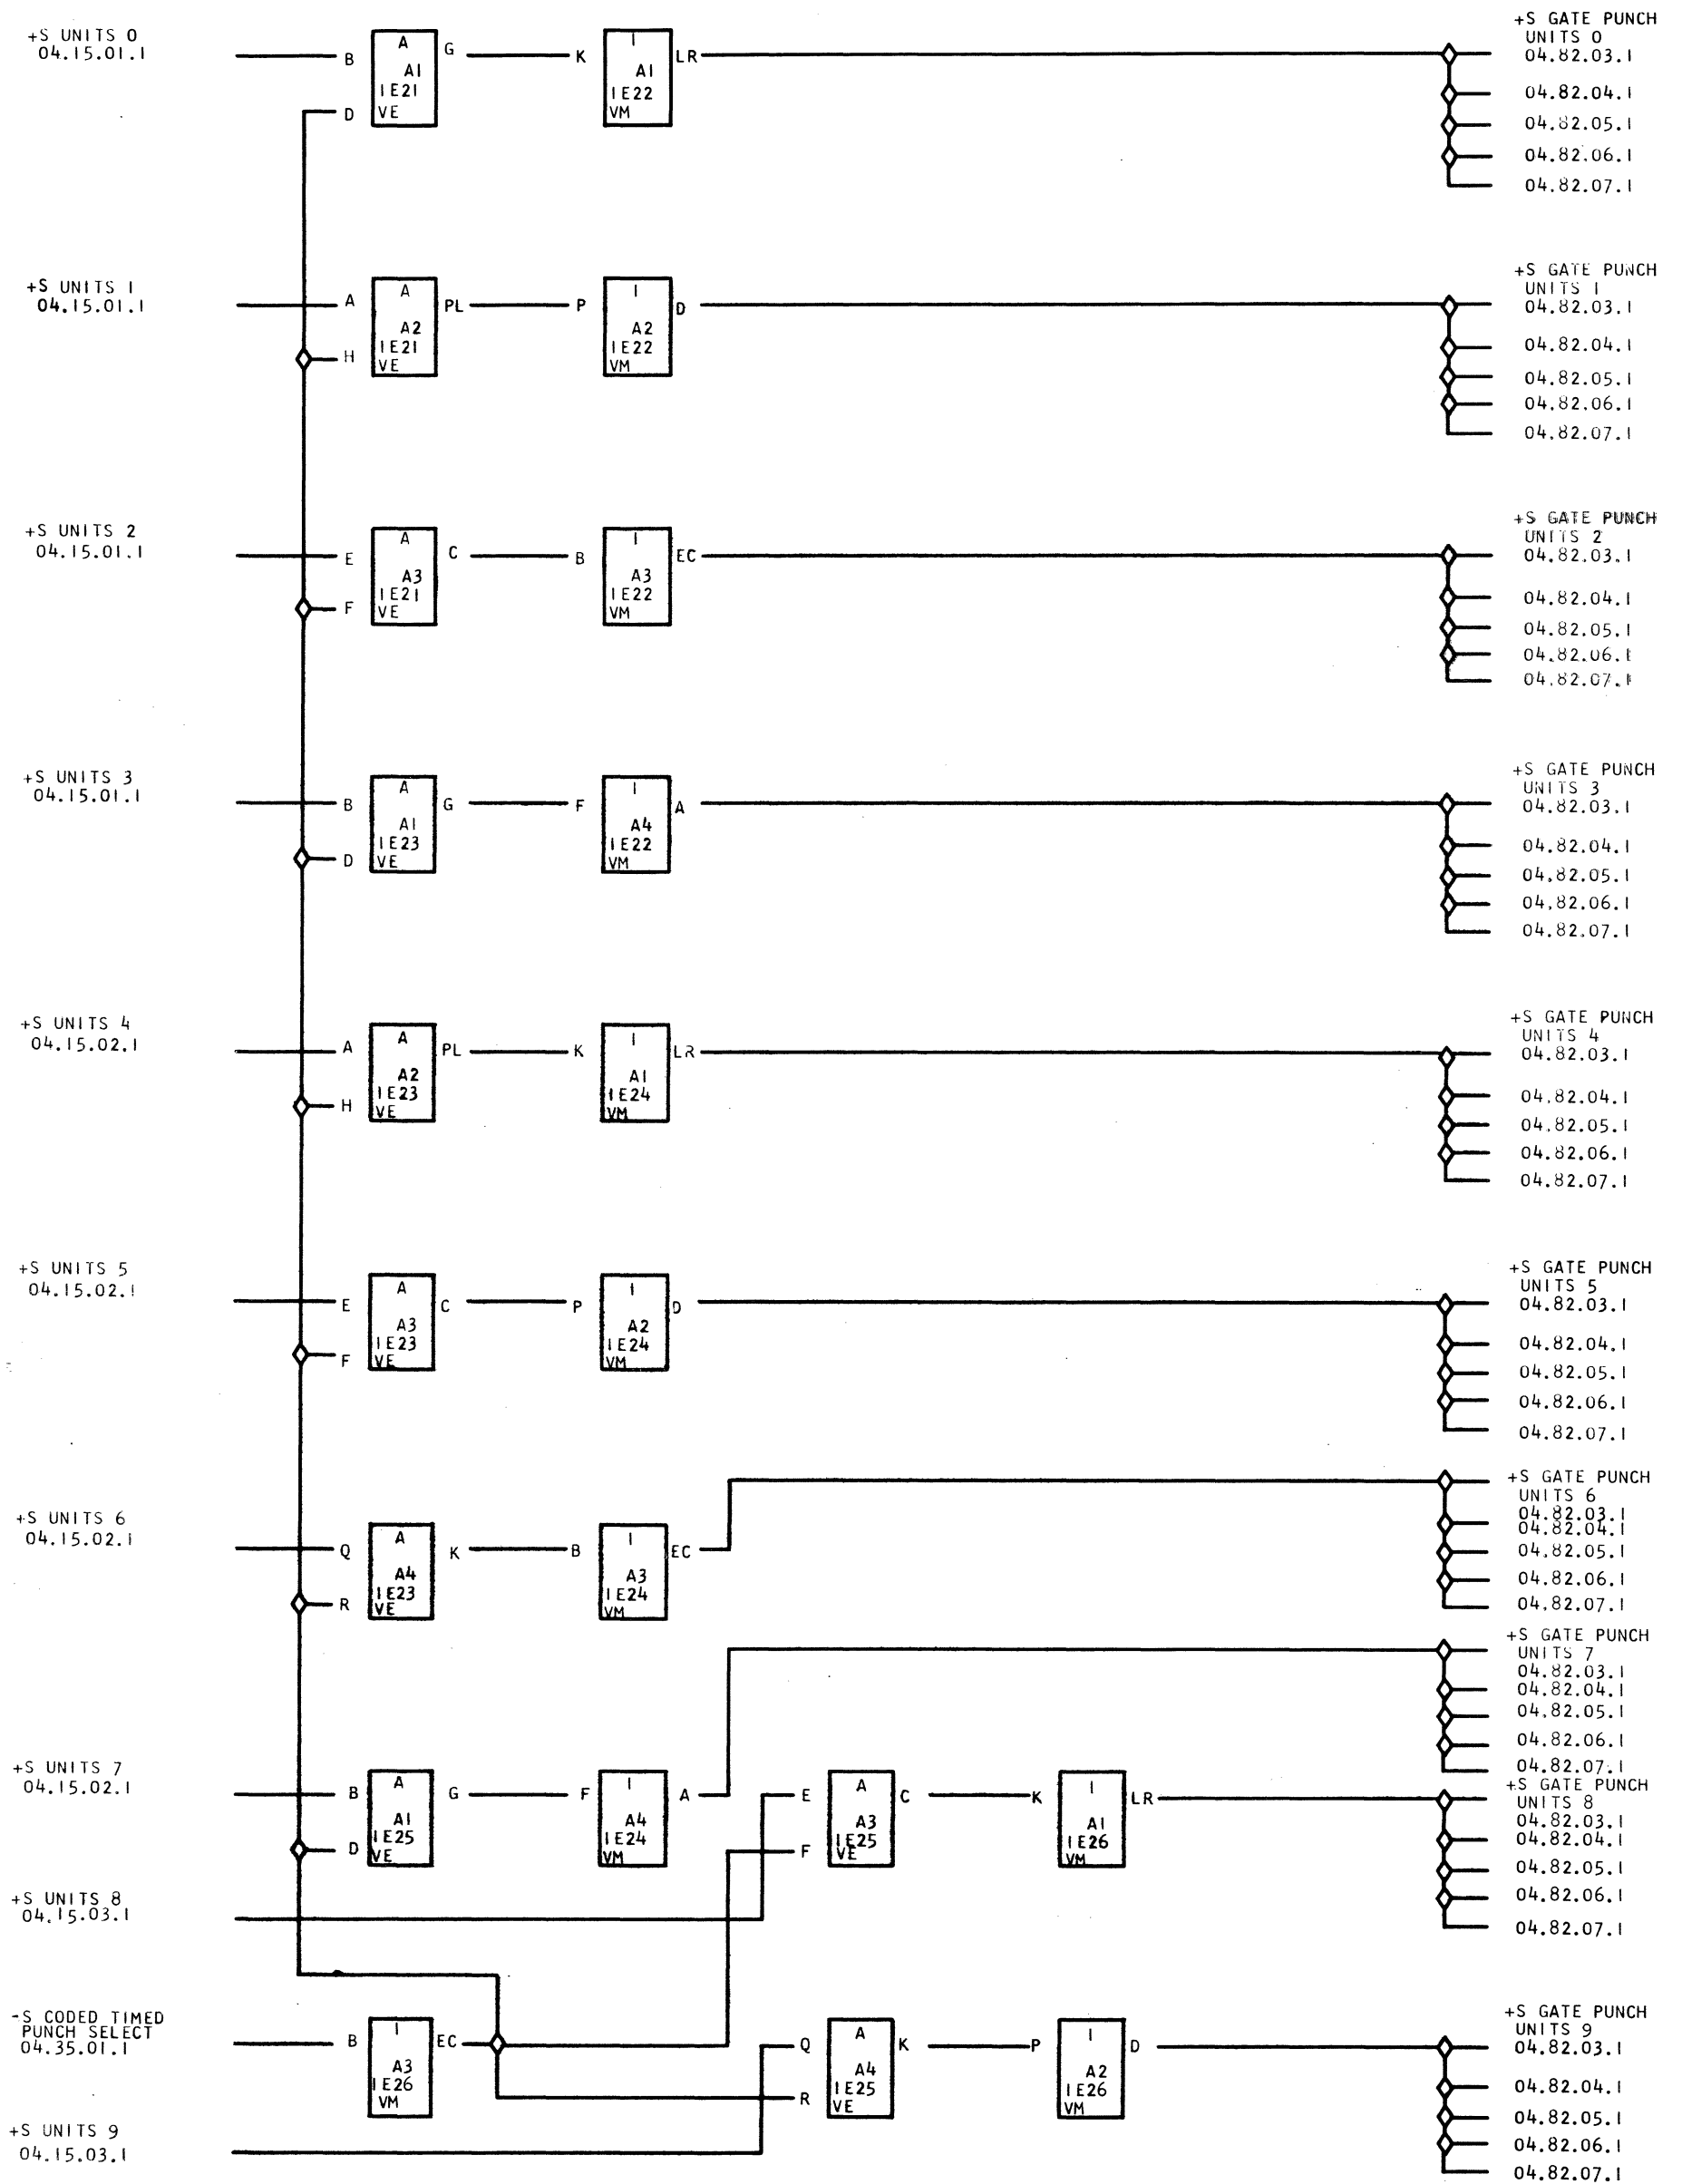 +S UNITS 0
04.15.01.1
B
D
A
A1
1E21
VE
G
K
I
A1
1E22
VM
LR
+S GATE PUNCH
UNITS 0
04.82.03.1
04.82.04.1
04.82.05.1
04.82.06.1
04.82.07.1
+S UNITS 1
04.15.01.1
A
H
A
A2
1E21
VE
PL
P
I
A2
1E22
VM
D
+S GATE PUNCH
UNITS 1
04.82.03.1
04.82.04.1
04.82.05.1
04.82.06.1
04.82.07.1
+S UNITS 2
04.15.01.1
E
F
A
A3
1E21
VE
C
B
I
A3
1E22
VM
EC
+S GATE PUNCH
UNITS 2
04.82.03.1
04.82.04.1
04.82.05.1
04.82.06.1
04.82.07.1
+S UNITS 3
04.15.01.1
B
D
A
A1
1E23
VE
G
F
I
A4
1E22
VM
A
+S GATE PUNCH
UNITS 3
04.82.03.1
04.82.04.1
04.82.05.1
04.82.06.1
04.82.07.1
+S UNITS 4
04.15.02.1
A
H
A
A2
1E23
VE
PL
K
I
A1
1E24
VM
LR
+S GATE PUNCH
UNITS 4
04.82.03.1
04.82.04.1
04.82.05.1
04.82.06.1
04.82.07.1
+S UNITS 5
04.15.02.1
E
F
A
A3
1E23
VE
C
P
I
A2
1E24
VM
D
+S GATE PUNCH
UNITS 5
04.82.03.1
04.82.04.1
04.82.05.1
04.82.06.1
04.82.07.1
+S UNITS 6
04.15.02.1
Q
R
A
A4
1E23
VE
K
B
I
A3
1E24
VM
EC
+S GATE PUNCH
UNITS 6
04.82.03.1
04.82.04.1
04.82.05.1
04.82.06.1
04.82.07.1
+S UNITS 7
04.15.02.1
B
D
A
A1
1E25
VE
G
F
I
A4
1E24
VM
A
+S GATE PUNCH
UNITS 7
04.82.03.1
04.82.04.1
04.82.05.1
04.82.06.1
04.82.07.1
+S UNITS 8
04.15.03.1
E
F
A
A3
1E25
VE
C
K
I
A1
1E26
VM
LR
+S GATE PUNCH
UNITS 8
04.82.03.1
04.82.04.1
04.82.05.1
04.82.06.1
04.82.07.1
-S CODED TIMED
PUNCH SELECT
04.35.01.1
B
I
A3
1E26
VM
EC
+S UNITS 9
04.15.03.1
Q
R
A
A4
1E25
VE
K
P
I
A2
1E26
VM
D
+S GATE PUNCH
UNITS 9
04.82.03.1
04.82.04.1
04.82.05.1
04.82.06.1
04.82.07.1